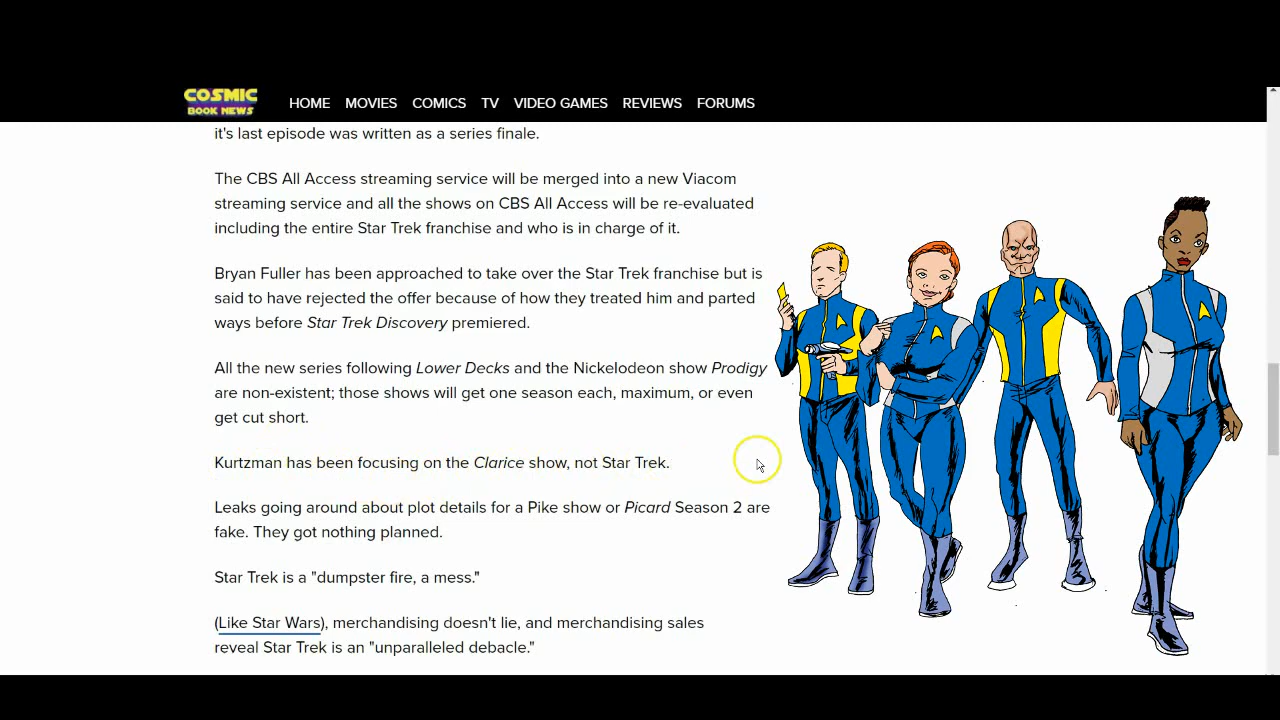 COSMIC
BOOK NEWS
HOME MOVIES COMICS TV VIDEO GAMES REVIEWS FORUMS
it's last episode was written as a series finale.
The CBS All Access streaming service will be merged into a new Viacom
streaming service and all the shows on CBS All Access will be re-evaluated
including the entire Star Trek franchise and who is in charge of it.
Bryan Fuller has been approached to take over the Star Trek franchise but is
said to have rejected the offer because of how they treated him and parted
ways before Star Trek Discovery premiered.
All the new series following Lower Decks and the Nickelodeon show Prodigy
are non-existent; those shows will get one season each, maximum, or even
get cut short.
Kurtzman has been focusing on the Clarice show, not Star Trek.
Leaks going around about plot details for a Pike show or Picard Season 2 are
fake. They got nothing planned.
Star Trek is a "dumpster fire, a mess."
(Like Star Wars), merchandising doesn't lie, and merchandising sales
reveal Star Trek is an "unparalleled debacle."